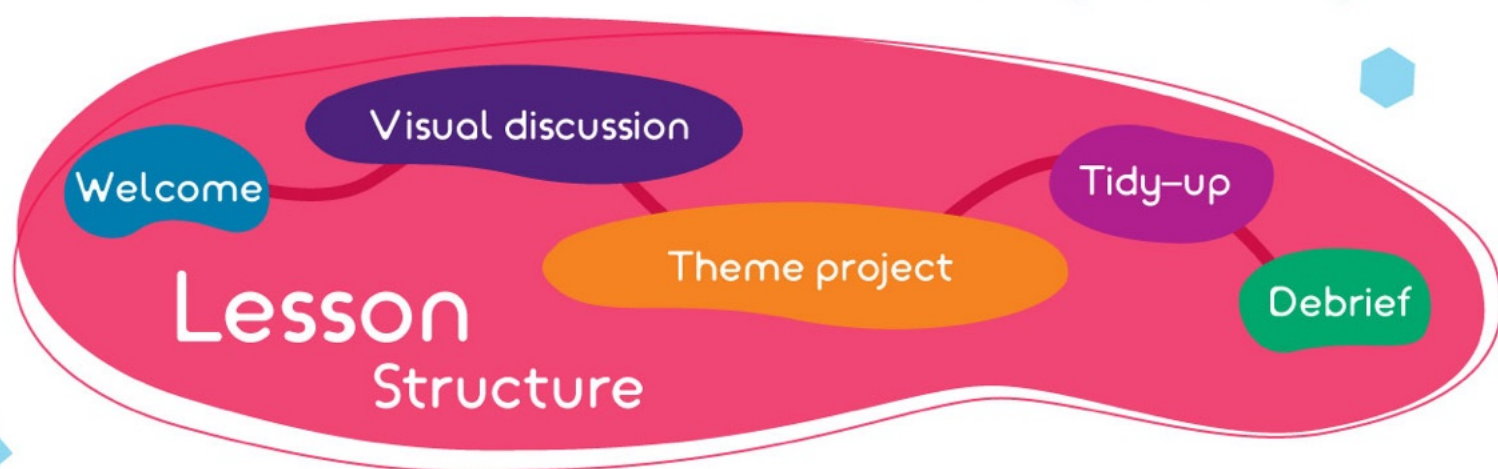 Welcome
Visual discussion
Theme project
Tidy-up
Debrief
Lesson
Structure